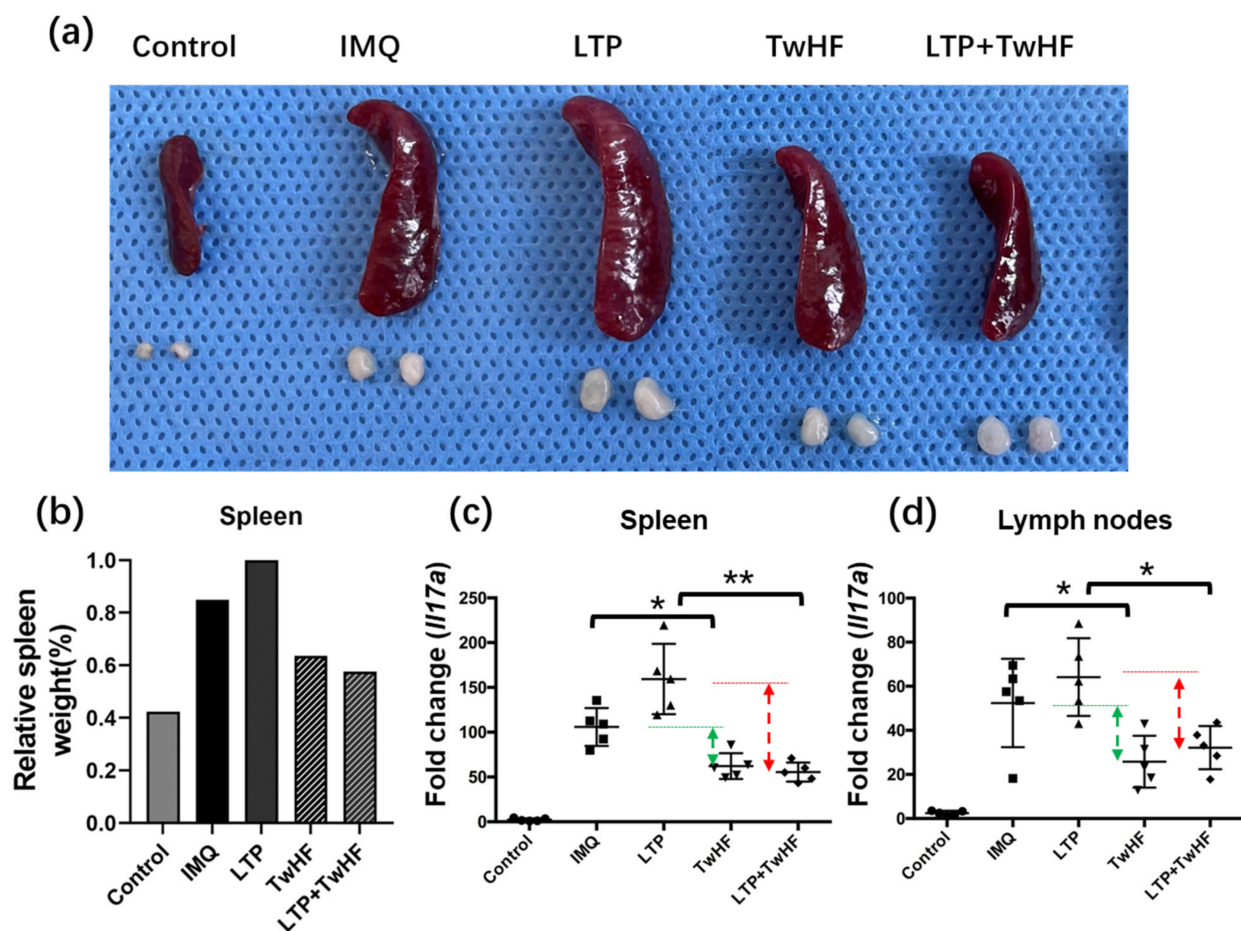 (a)
Control IMQ LTP TwHF LTP+TwHF
(b)
Spleen
Relative spleen
weight(%)
1.0
0.8
0.6
0.4
0.2
0.0
Control IMQ LTP TwHF LTP+TwHF
(c)
Spleen
Fold change (Il17a)
250
200
150
100
50
0
* **
Control IMQ LTP TwHF LTP+TwHF
(d)
Lymph nodes
Fold change (Il17a)
100
80
60
40
20
0
* *
Control IMQ LTP TwHF LTP+TwHF